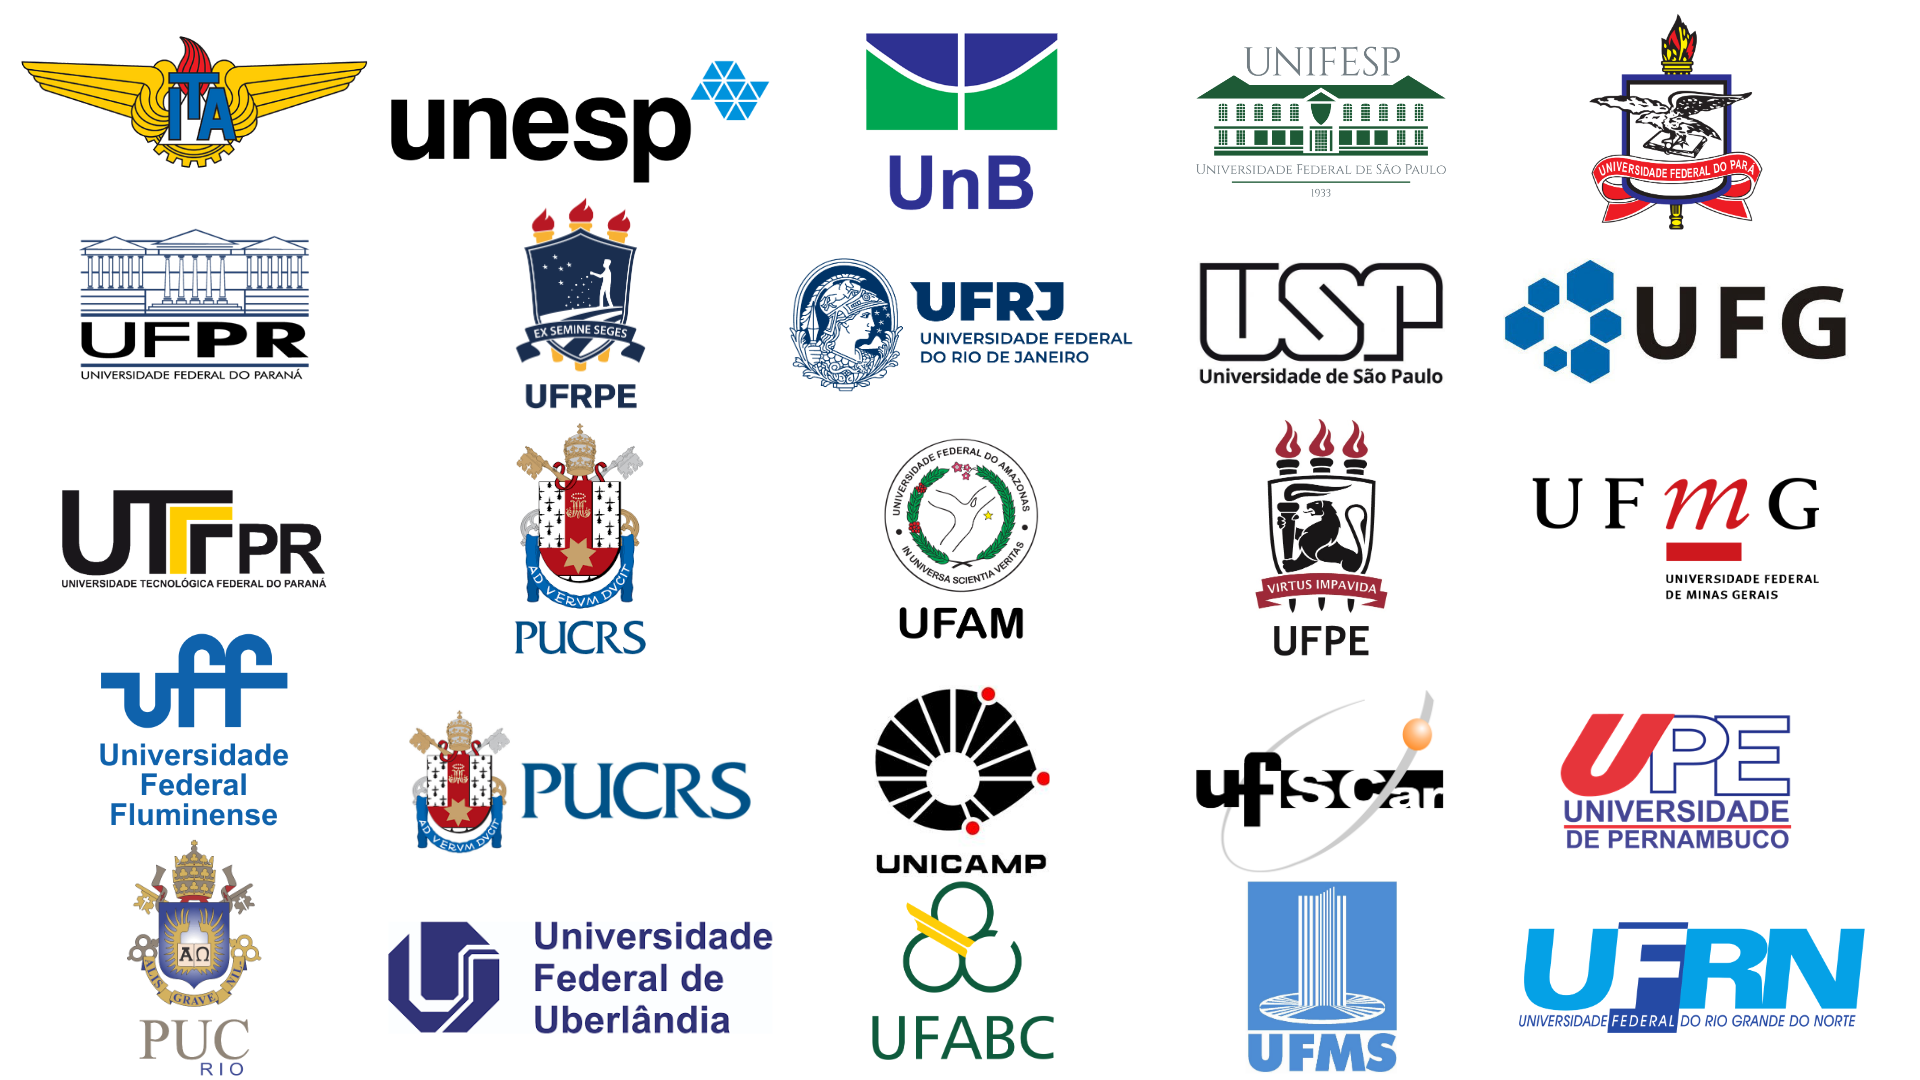 ITA
unesp
UnB
UNIFESP
UNIVERSIDADE FEDERAL DE SÃO PAULO
1933
UNIVERSIDADE FEDERAL DO PARÁ
UFPR
UNIVERSIDADE FEDERAL DO PARANÁ
EX SEMINE SEGES
UFRPE
UFRJ
UNIVERSIDADE FEDERAL
DO RIO DE JANEIRO
USP
Universidade de São Paulo
UFG
UTFPR
UNIVERSIDADE TECNOLÓGICA FEDERAL DO PARANÁ
AD VERVM DVCIT
PUCRS
UNIVERSIDADE FEDERAL DO AMAZONAS
IN UNIVERSA SCIENTIA VERITAS
UFAM
VIRTUS IMPAVIDA
UFPE
UFmG
UNIVERSIDADE FEDERAL
DE MINAS GERAIS
uff
Universidade
Federal
Fluminense
AD VERVM DVCIT
PUCRS
UNICAMP
ufscar
UPE
UNIVERSIDADE
DE PERNAMBUCO
ΑΩ
ALIS GRAVE NIL
PUC
RIO
Universidade
Federal de
Uberlândia
UFABC
UFMS
UFRN
UNIVERSIDADE FEDERAL DO RIO GRANDE DO NORTE